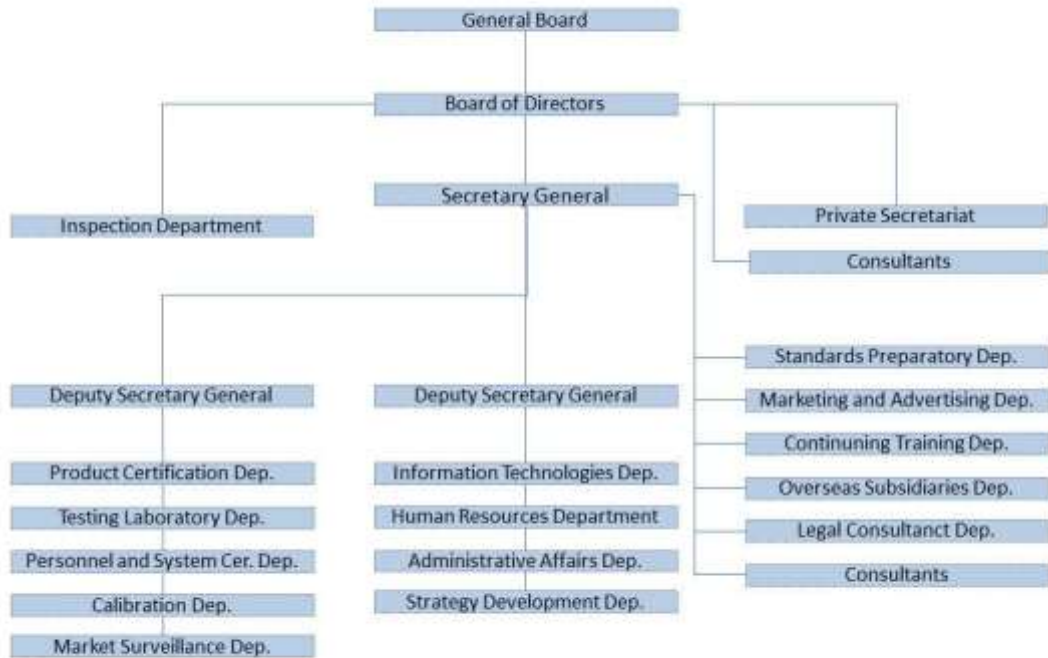 General Board
Board of Directors
Secretary General
Inspection Department
Private Secretariat
Consultants
Deputy Secretary General
Product Certification Dep.
Testing Laboratory Dep.
Personnel and System Cer. Dep.
Calibration Dep.
Market Surveillance Dep.
Deputy Secretary General
Information Technologies Dep.
Human Resources Department
Administrative Affairs Dep.
Strategy Development Dep.
Standards Preparatory Dep.
Marketing and Advertising Dep.
Continuning Training Dep.
Overseas Subsidiaries Dep.
Legal Consultanct Dep.
Consultants